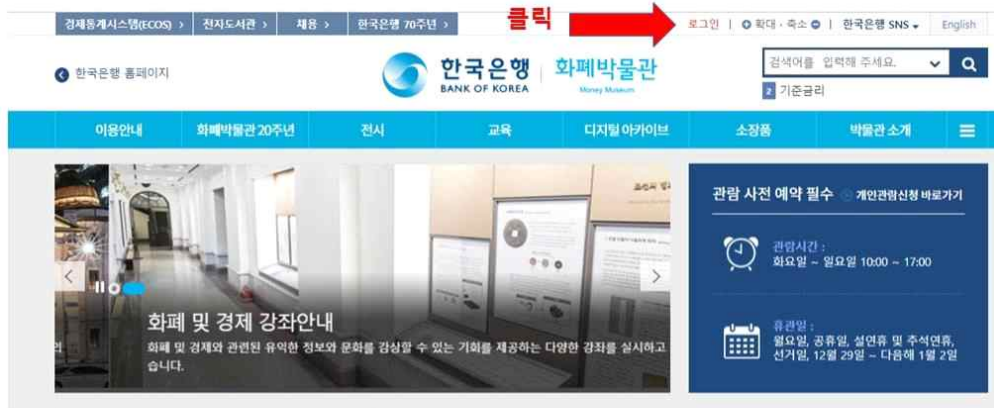 경제통계시스템(ECOS) 전자도서관 채용 한국은행 70주년 클릭 로그인 확대·축소 한국은행 SNS English
한국은행 홈페이지
한국은행
BANK OF KOREA
화폐박물관
Money Museum
검색어를 입력해 주세요.
2 기준금리
이용안내 화폐박물관 20주년 전시 교육 디지털 아카이브 소장품 박물관 소개
관람 사전 예약 필수 개인관람신청 바로가기
관람시간 :
화요일 ~ 일요일 10:00 ~ 17:00
휴관일 :
월요일, 공휴일, 설연휴 및 추석연휴,
선거일, 12월 29일 ~ 다음해 1월 2일
화폐 및 경제 강좌안내
화폐 및 경제와 관련된 유익한 정보와 문화를 감상할 수 있는 기회를 제공하는 다양한 강좌를 실시하고
습니다.